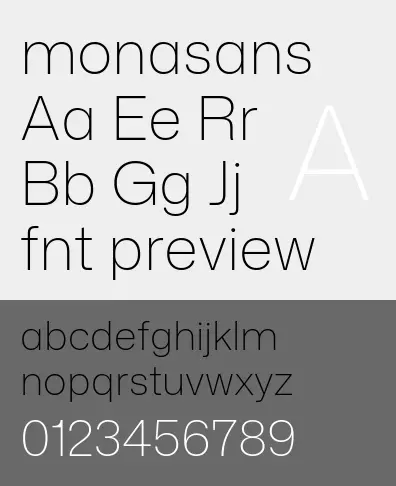 monasans
Aa Ee Rr
A
Bb Gg Jj
fnt preview
abcdefghijklm
nopqrstuvwxyz
0123456789